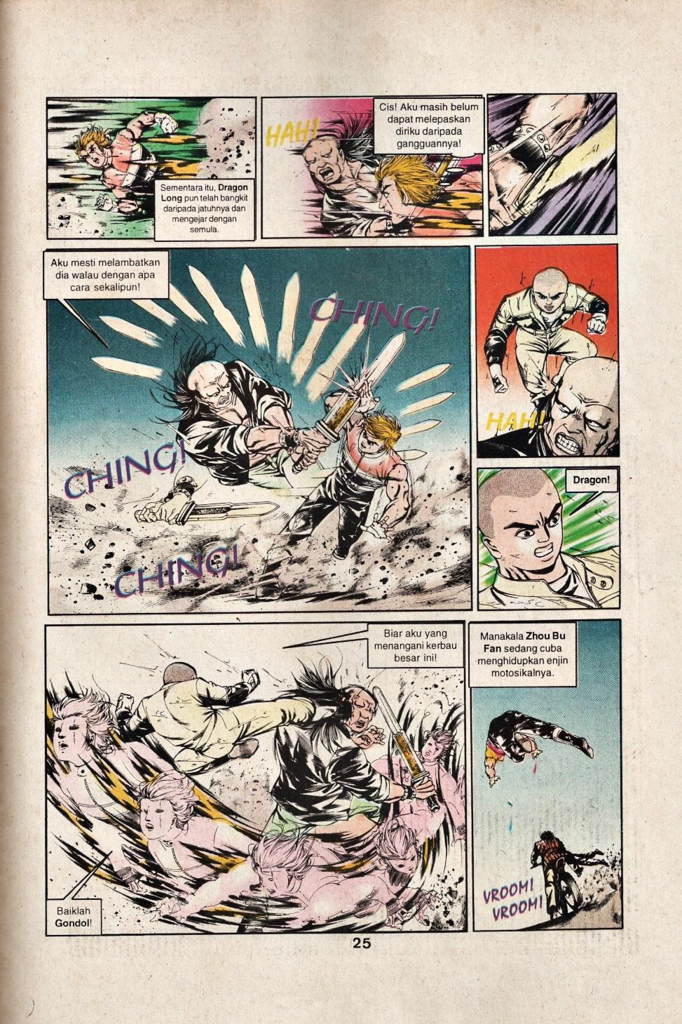 Sementara itu, Dragon
Long pun telah bangkit
daripada jatuhnya dan
mengejar dengan
semula.
HAH!
Cis! Aku masih belum
dapat melepaskan
diriku daripada
gangguannya!
Aku mesti melambatkan
dia walau dengan apa
cara sekalipun!
CHING!
CHING!
CHING!
HAH!
Dragon!
Biar aku yang
menangani kerbau
besar ini!
Baiklah
Gondol!
Manakala Zhou Bu
Fan sedang cuba
menghidupkan enjin
motosikalnya.
VROOM!
VROOM!
25